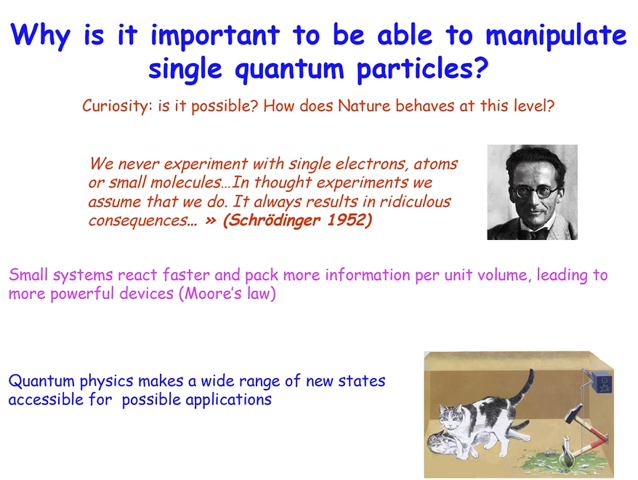 Why is it important to be able to manipulate
single quantum particles?
Curiosity: is it possible? How does Nature behaves at this level?
We never experiment with single electrons, atoms
or small molecules…In thought experiments we
assume that we do. It always results in ridiculous
consequences… » (Schrödinger 1952)
Small systems react faster and pack more information per unit volume, leading to
more powerful devices (Moore’s law)
Quantum physics makes a wide range of new states
accessible for  possible applications